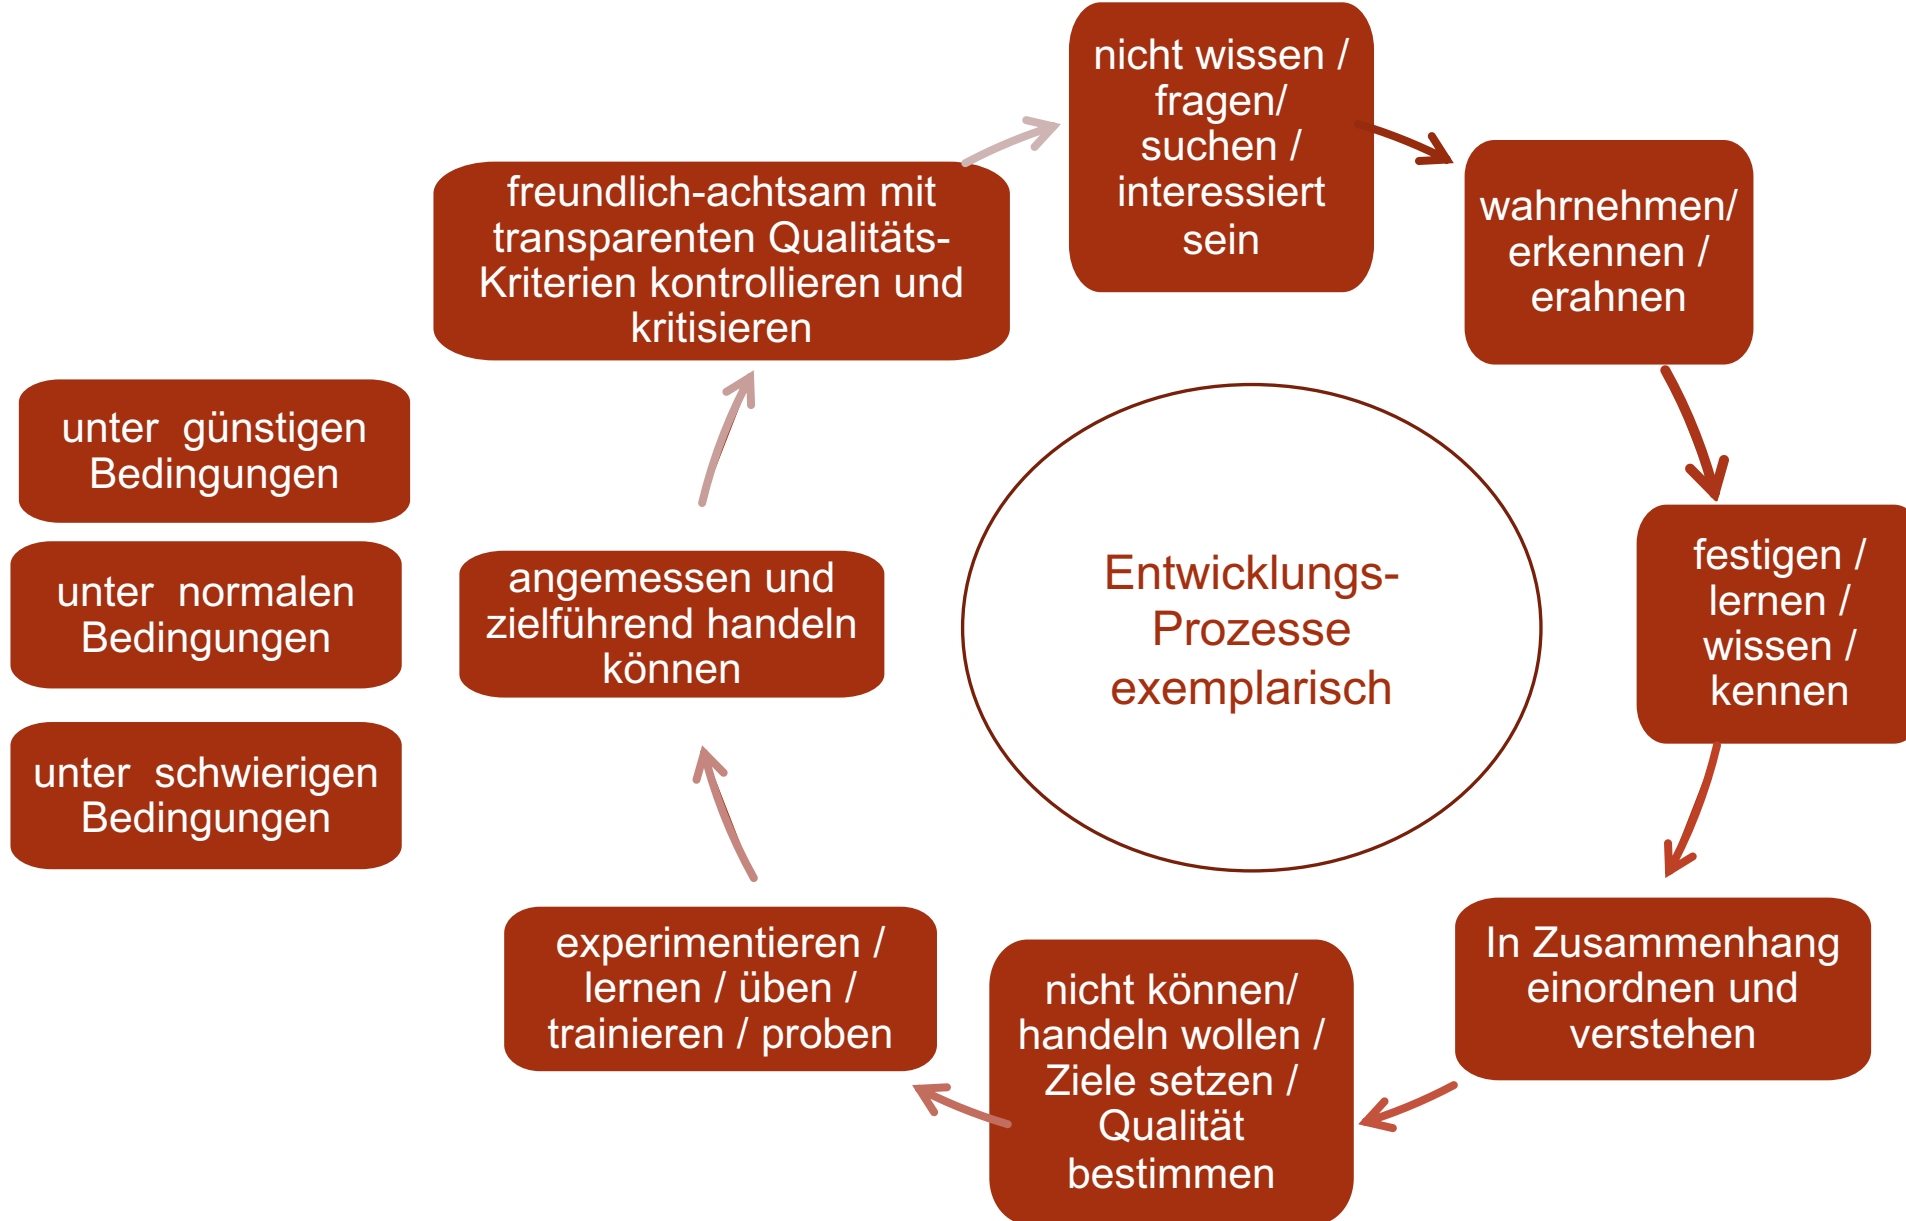 nicht wissen /
fragen/
suchen /
interessiert
sein
wahrnehmen/
erkennen /
erahnen
festigen /
lernen /
wissen /
kennen
In Zusammenhang
einordnen und
verstehen
nicht können/
handeln wollen /
Ziele setzen /
Qualität
bestimmen
experimentieren /
lernen / üben /
trainieren / proben
angemessen und
zielführend handeln
können
freundlich-achtsam mit
transparenten Qualitäts-
Kriterien kontrollieren und
kritisieren
unter günstigen
Bedingungen
unter normalen
Bedingungen
unter schwierigen
Bedingungen
Entwicklungs-
Prozesse
exemplarisch